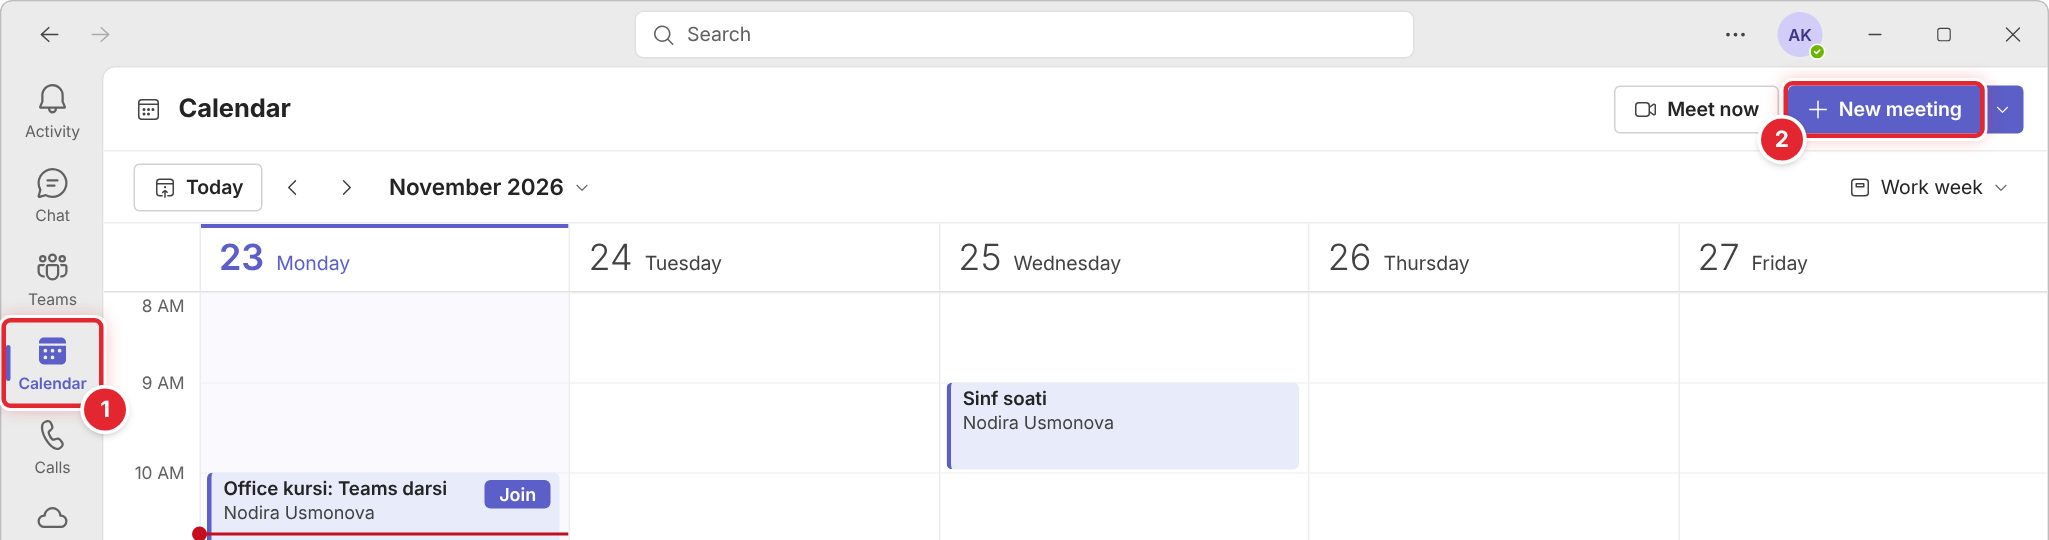 Search
AK
Activity
Chat
Teams
Calendar
1
Calls
Calendar
Meet now
New meeting
2
Today
November 2026
Work week
23 Monday
24 Tuesday
25 Wednesday
26 Thursday
27 Friday
8 AM
9 AM
10 AM
Sinf soati
Nodira Usmonova
Office kursi: Teams darsi
Join
Nodira Usmonova